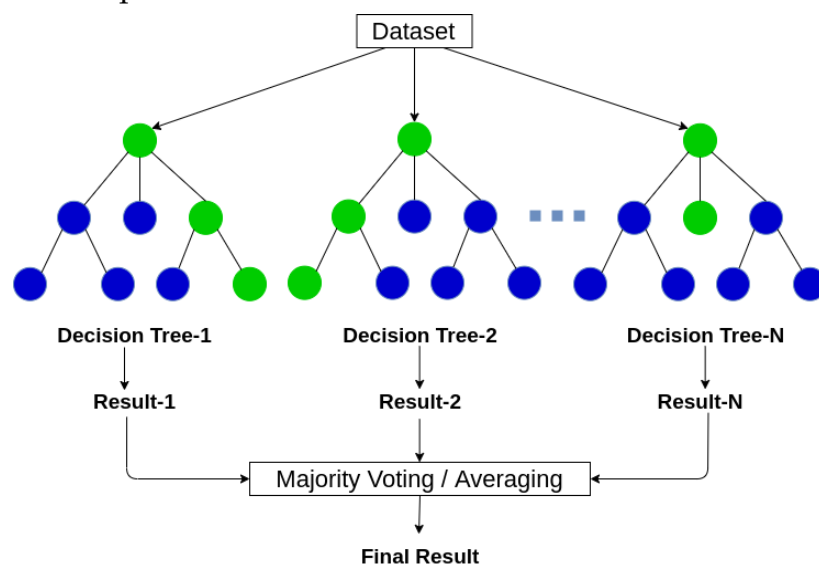 Dataset
Decision Tree-1
Decision Tree-2
Decision Tree-N
Result-1
Result-2
Result-N
Majority Voting / Averaging
Final Result